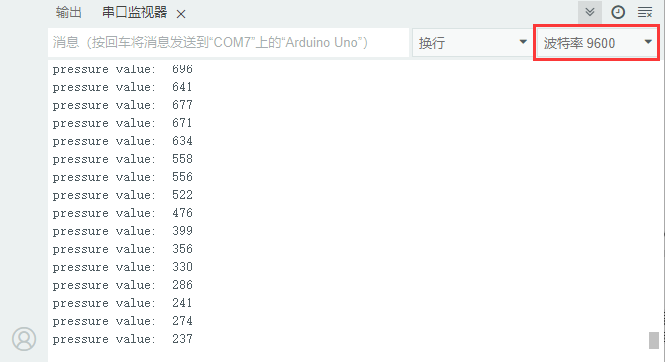 输出 串口监视器 ×
消息（按回车将消息发送到“COM7”上的“Arduino Uno”） 换行 波特率 9600
pressure value: 696
pressure value: 641
pressure value: 677
pressure value: 671
pressure value: 634
pressure value: 558
pressure value: 556
pressure value: 522
pressure value: 476
pressure value: 399
pressure value: 356
pressure value: 330
pressure value: 286
pressure value: 241
pressure value: 274
pressure value: 237